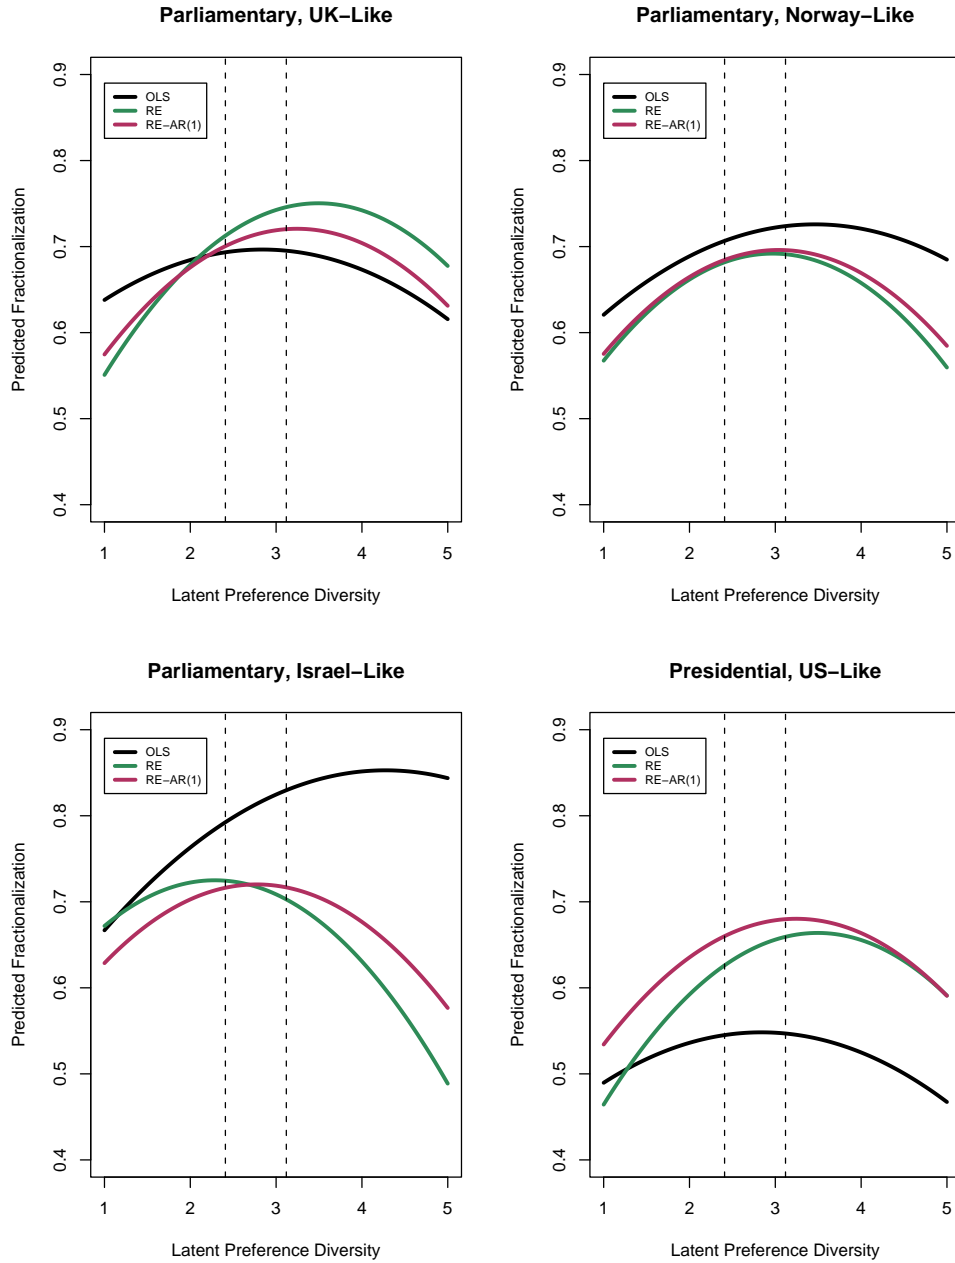 Parliamentary, UK−Like
OLS
RE
RE−AR(1)
0.9
0.8
0.7
0.6
0.5
0.4
Predicted Fractionalization
1 2 3 4 5
Latent Preference Diversity
Parliamentary, Norway−Like
OLS
RE
RE−AR(1)
0.9
0.8
0.7
0.6
0.5
0.4
Predicted Fractionalization
1 2 3 4 5
Latent Preference Diversity
Parliamentary, Israel−Like
OLS
RE
RE−AR(1)
0.9
0.8
0.7
0.6
0.5
0.4
Predicted Fractionalization
1 2 3 4 5
Latent Preference Diversity
Presidential, US−Like
OLS
RE
RE−AR(1)
0.9
0.8
0.7
0.6
0.5
0.4
Predicted Fractionalization
1 2 3 4 5
Latent Preference Diversity